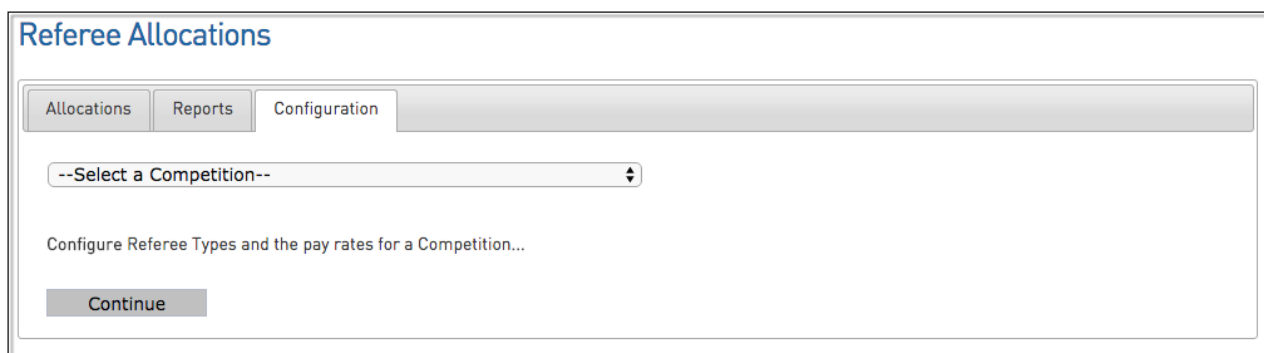 Referee Allocations
Allocations Reports Configuration
--Select a Competition--
Configure Referee Types and the pay rates for a Competition...
Continue